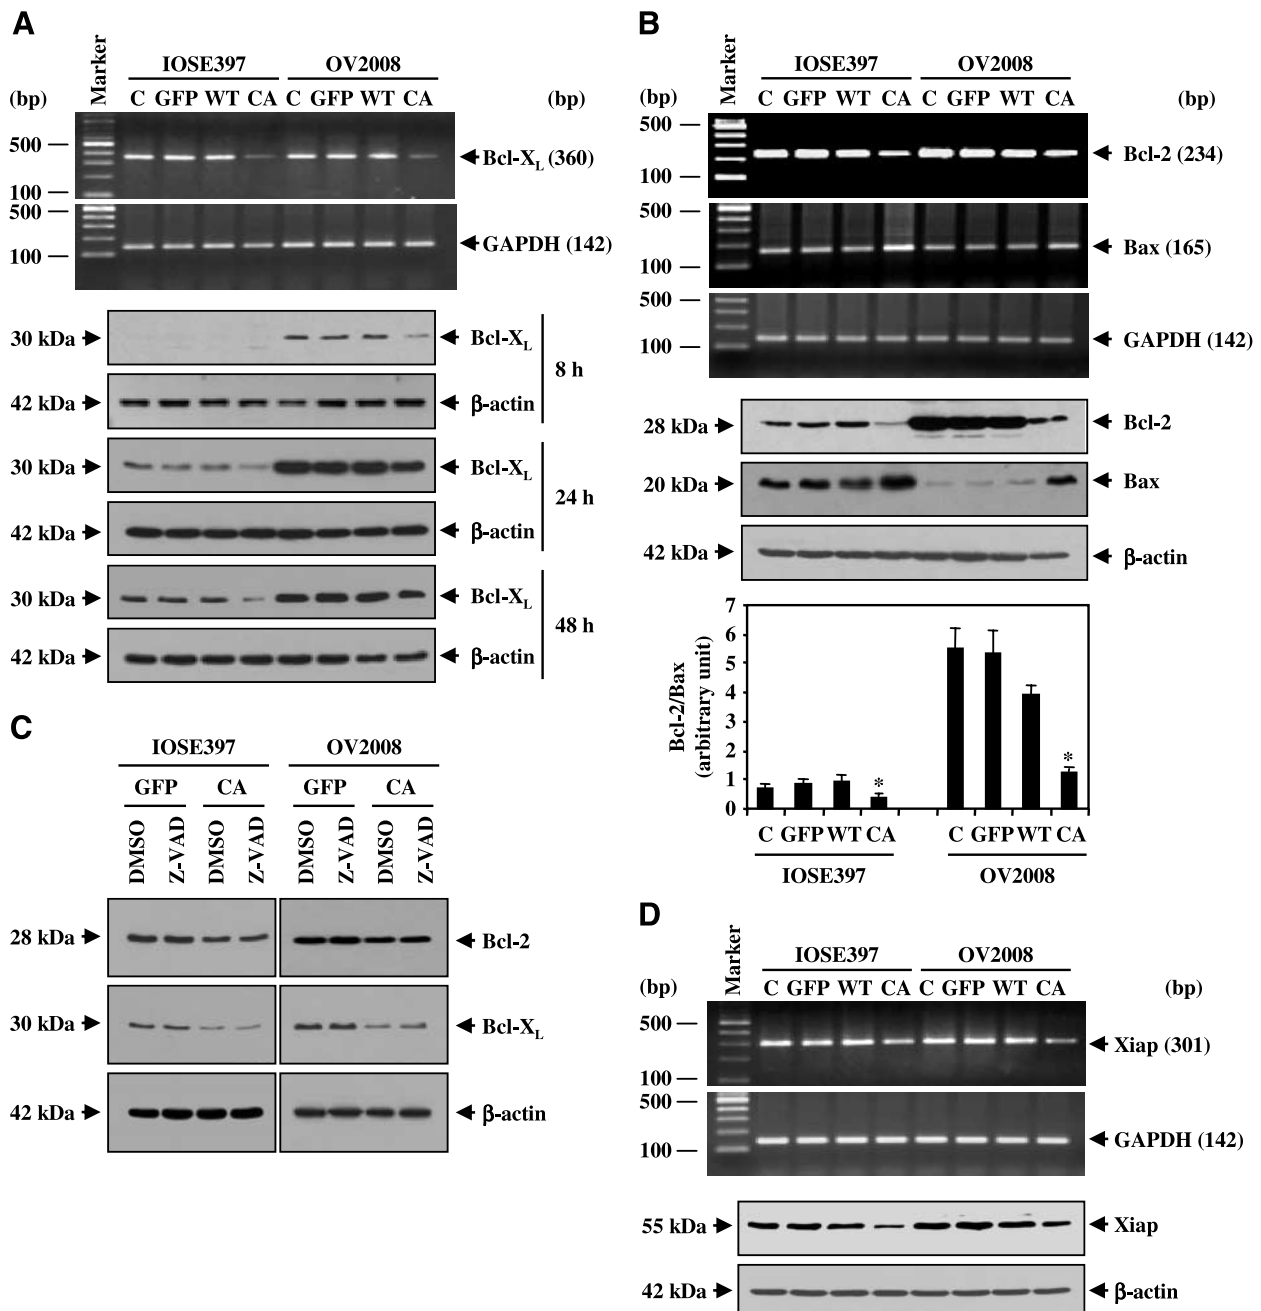 A
Marker
IOSE397 OV2008
(bp) C GFP WT CA C GFP WT CA (bp)
500
Bcl-XL (360)
100
500
GAPDH (142)
100
30 kDa Bcl-XL
8 h
42 kDa β-actin
30 kDa Bcl-XL
24 h
42 kDa β-actin
30 kDa Bcl-XL
48 h
42 kDa β-actin
B
Marker
IOSE397 OV2008
(bp) C GFP WT CA C GFP WT CA (bp)
500
Bcl-2 (234)
100
500
Bax (165)
100
500
GAPDH (142)
100
28 kDa Bcl-2
20 kDa Bax
42 kDa β-actin
Bcl-2/Bax
(arbitrary unit)
7
6
5
4
3
2
1
0
* *
C GFP WT CA C GFP WT CA
IOSE397 OV2008
C
IOSE397 OV2008
GFP CA GFP CA
DMSO Z-VAD DMSO Z-VAD DMSO Z-VAD DMSO Z-VAD
28 kDa Bcl-2
30 kDa Bcl-XL
42 kDa β-actin
D
Marker
IOSE397 OV2008
(bp) C GFP WT CA C GFP WT CA (bp)
500
Xiap (301)
100
500
GAPDH (142)
100
55 kDa Xiap
42 kDa β-actin